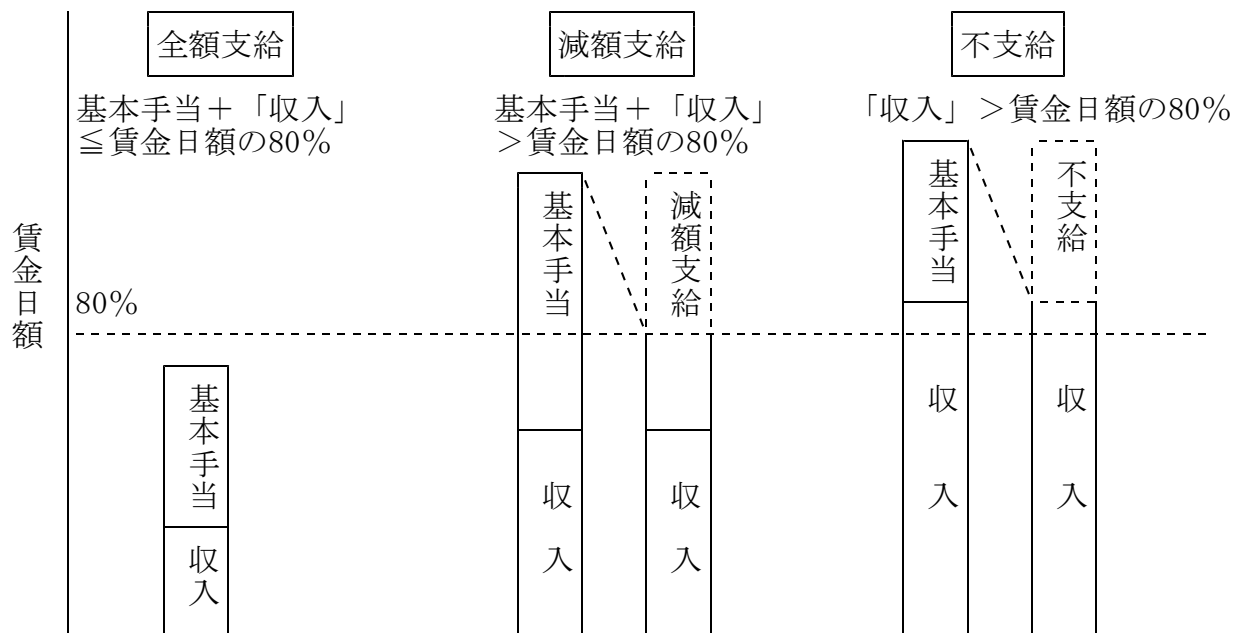 全額支給
減額支給
不支給
基本手当＋「収入」
≦賃金日額の80％
基本手当＋「収入」
＞賃金日額の80％
「収入」＞賃金日額の80％
賃金日額
80％
基本手当
収入
基本手当
収入
減額支給
収入
基本手当
収入
不支給
収入